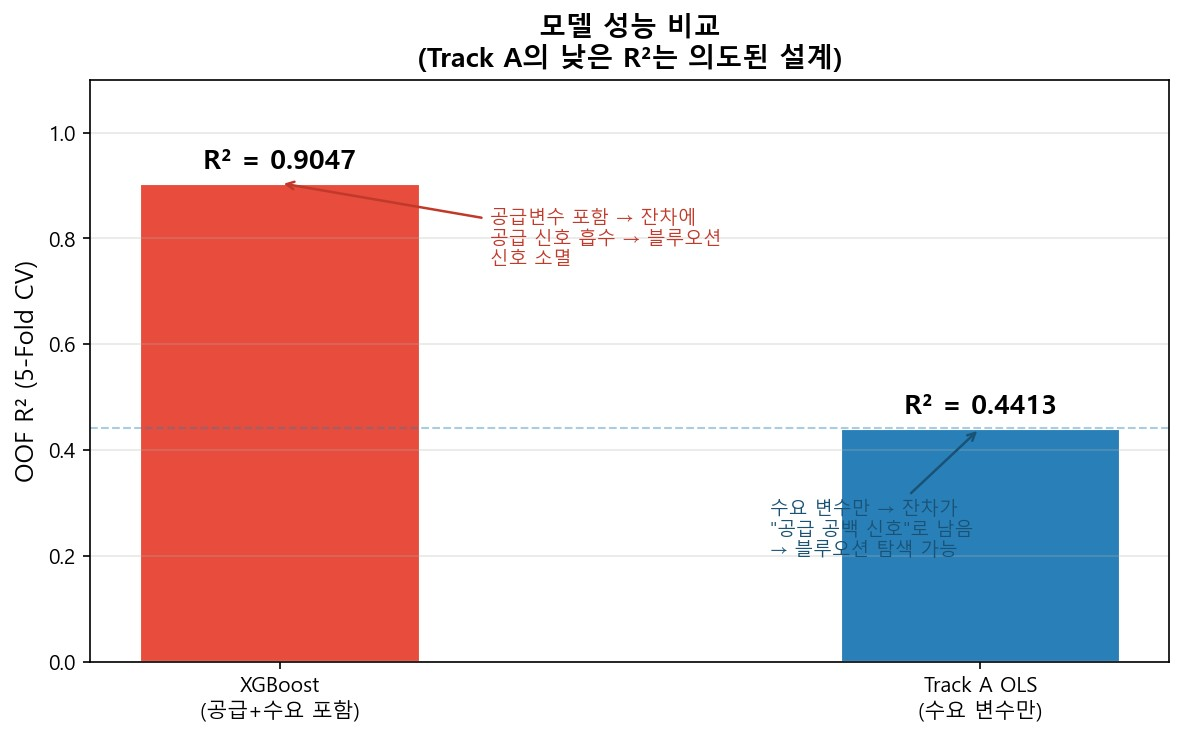 모델 성능 비교
(Track A의 낮은 R²는 의도된 설계)
OOF R² (5-Fold CV)
1.0
0.8
0.6
0.4
0.2
0.0
R² = 0.9047
공급변수 포함 → 잔차에
공급 신호 흡수 → 블루오션
신호 소멸
R² = 0.4413
수요 변수만 → 잔차가
"공급 공백 신호"로 남음
→ 블루오션 탐색 가능
XGBoost
(공급+수요 포함)
Track A OLS
(수요 변수만)